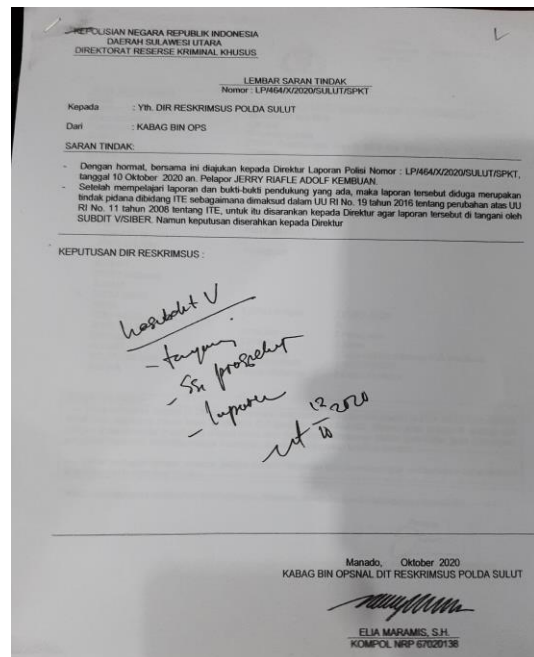 KEPOLISIAN NEGARA REPUBLIK INDONESIA
DAERAH SULAWESI UTARA
DIREKTORAT RESERSE KRIMINAL KHUSUS
LEMBAR SARAN TINDAK
Nomor : LP/464/X/2020/SULUT/SPKT
Kepada : Yth. DIR RESKRIMSUS POLDA SULUT
Dari : KABAG BIN OPS
SARAN TINDAK:
- Dengan hormat, bersama ini diajukan kepada Direktur Laporan Polisi Nomor : LP/464/X/2020/SULUT/SPKT,
tanggal 10 Oktober 2020 an. Pelapor JERRY RIAFLE ADOLF KEMBUAN.
- Setelah mempelajari laporan dan bukti-bukti pendukung yang ada, maka laporan tersebut diduga merupakan
tindak pidana dibidang ITE sebagaimana dimaksud dalam UU RI No. 19 tahun 2016 tentang perubahan atas UU
RI No. 11 tahun 2008 tentang ITE, untuk itu disarankan kepada Direktur agar laporan tersebut di tangani oleh
SUBDIT V/SIBER. Namun keputusan diserahkan kepada Direktur
KEPUTUSAN DIR RESKRIMSUS :
Kasubdit V
-
- prosedur
- laporan
12/10 2020
Manado, Oktober 2020
KABAG BIN OPSNAL DIT RESKRIMSUS POLDA SULUT
ELIA MARAMIS, S.H.
KOMPOL NRP 67020138